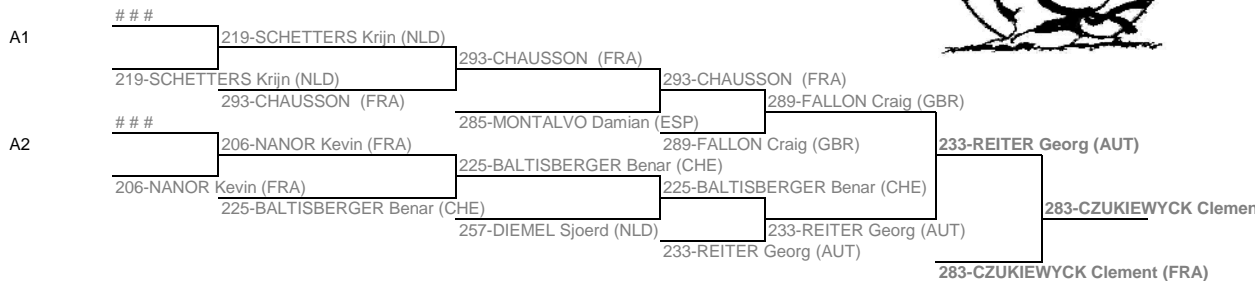 # # #
A1
219-SCHETTERS Krijn (NLD)
293-CHAUSSON (FRA)
219-SCHETTERS Krijn (NLD)
293-CHAUSSON (FRA)
293-CHAUSSON (FRA)
289-FALLON Craig (GBR)
# # #
285-MONTALVO Damian (ESP)
A2
206-NANOR Kevin (FRA)
289-FALLON Craig (GBR)
233-REITER Georg (AUT)
225-BALTISBERGER Benar (CHE)
206-NANOR Kevin (FRA)
225-BALTISBERGER Benar (CHE)
225-BALTISBERGER Benar (CHE)
283-CZUKIEWYCK Clemen
257-DIEMEL Sjoerd (NLD)
233-REITER Georg (AUT)
233-REITER Georg (AUT)
283-CZUKIEWYCK Clement (FRA)